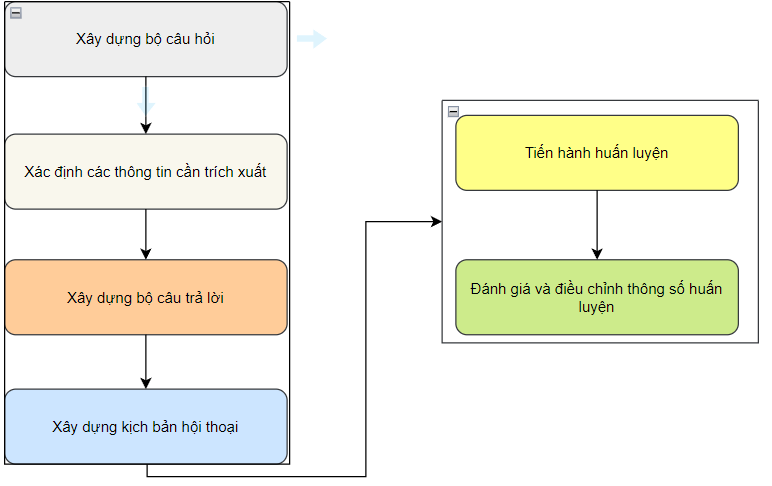 Xây dựng bộ câu hỏi
Xác định các thông tin cần trích xuất
Xây dựng bộ câu trả lời
Xây dựng kịch bản hội thoại
Tiến hành huấn luyện
Đánh giá và điều chỉnh thông số huấn
luyện